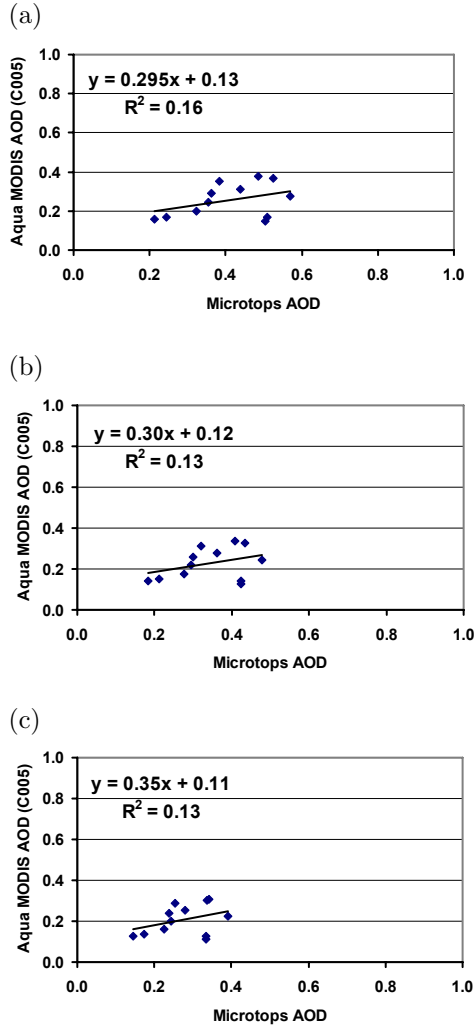 (a)
Aqua MODIS AOD (C005)
1.0
0.8
0.6
0.4
0.2
0.0
y = 0.295x + 0.13
R² = 0.16
0.0 0.2 0.4 0.6 0.8 1.0
Microtops AOD
(b)
Aqua MODIS AOD (C005)
1.0
0.8
0.6
0.4
0.2
0.0
y = 0.30x + 0.12
R² = 0.13
0.0 0.2 0.4 0.6 0.8 1.0
Microtops AOD
(c)
Aqua MODIS AOD (C005)
1.0
0.8
0.6
0.4
0.2
0.0
y = 0.35x + 0.11
R² = 0.13
0.0 0.2 0.4 0.6 0.8 1.0
Microtops AOD